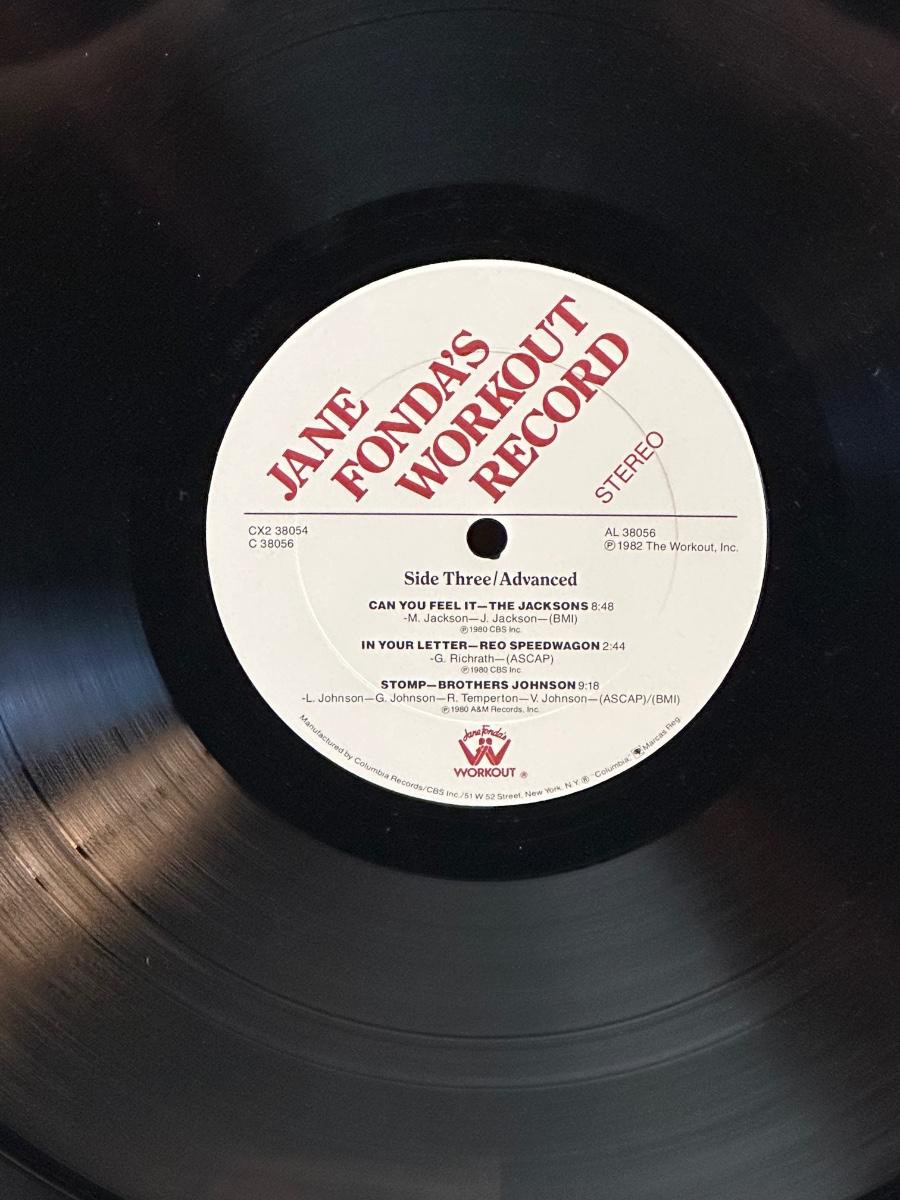 JANE
FONDA'S
WORKOUT
RECORD
STEREO
CX2 38054
C 38056
AL 38056
℗ 1982 The Workout, Inc.
Side Three/Advanced
CAN YOU FEEL IT—THE JACKSONS 8:48
-M. Jackson—J. Jackson—(BMI)
℗ 1980 CBS Inc.
IN YOUR LETTER—REO SPEEDWAGON 2:44
-G. Richrath—(ASCAP)
℗ 1980 CBS Inc.
STOMP—BROTHERS JOHNSON 9:18
-L. Johnson—G. Johnson—R. Temperton—V. Johnson—(ASCAP)/(BMI)
℗ 1980 A&M Records, Inc.
Jane Fonda's
WORKOUT ®
Manufactured by Columbia Records/CBS Inc./51 W 52 Street, New York, N.Y. ® "Columbia, Marcas Reg.